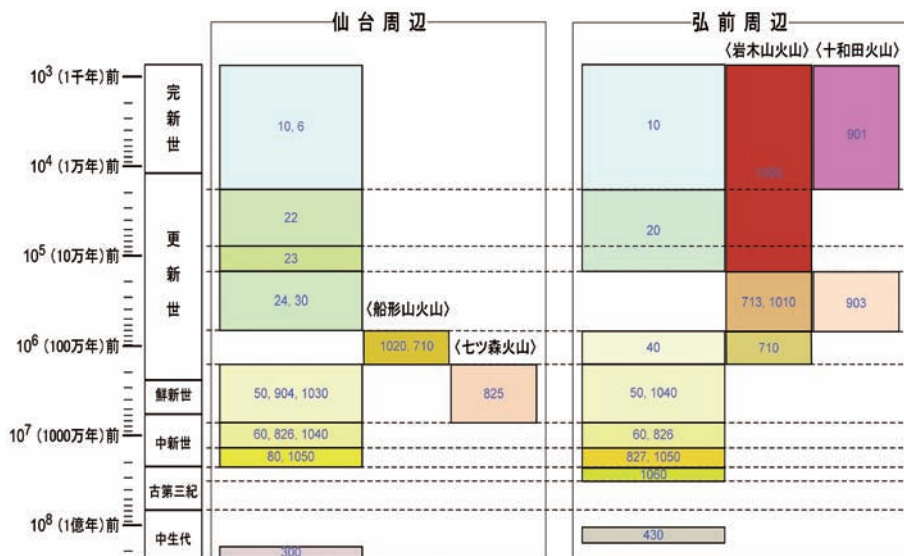 仙台周辺
弘前周辺
〈岩木山火山〉 〈十和田火山〉
10³ (1千年)前
完新世
10, 6
10
901
10⁴ (1万年)前
22
更新世
20
10⁵ (10万年)前
23
24, 30
〈船形山火山〉
713, 1010
903
10⁶ (100万年)前
1020, 710
〈七ツ森火山〉
40
710
鮮新世
50, 904, 1030
825
50, 1040
10⁷ (1000万年)前
中新世
60, 826, 1040
60, 826
80, 1050
827, 1050
1060
古第三紀
10⁸ (1億年)前
中生代
300
430